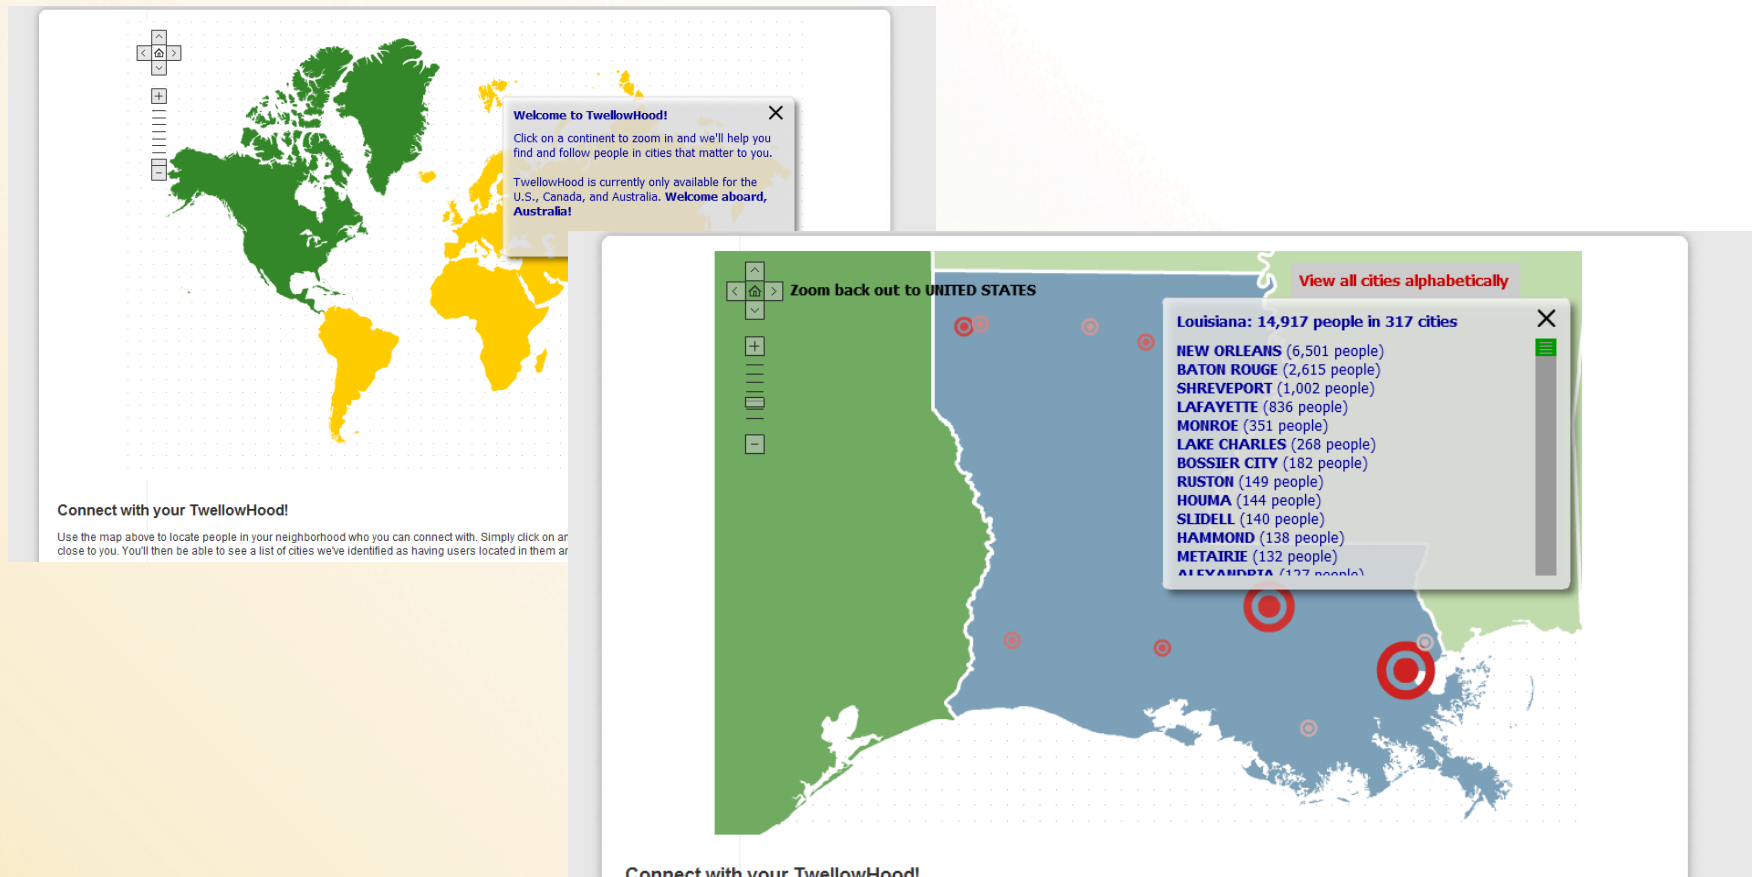 Welcome to TwellowHood!
Click on a continent to zoom in and we'll help you
find and follow people in cities that matter to you.
TwellowHood is currently only available for the
U.S., Canada, and Australia. Welcome aboard,
Australia!
Connect with your TwellowHood!
Use the map above to locate people in your neighborhood who you can connect with. Simply click on
close to you. You'll then be able to see a list of cities we've identified as having users located in them
Zoom back out to UNITED STATES
View all cities alphabetically
Louisiana: 14,917 people in 317 cities
NEW ORLEANS (6,501 people)
BATON ROUGE (2,615 people)
SHREVEPORT (1,002 people)
LAFAYETTE (836 people)
MONROE (351 people)
LAKE CHARLES (268 people)
BOSSIER CITY (182 people)
RUSTON (149 people)
HOUMA (144 people)
SLIDELL (140 people)
HAMMOND (138 people)
METAIRIE (132 people)
ALEXANDRIA (127 people)
Connect with your TwellowHood!